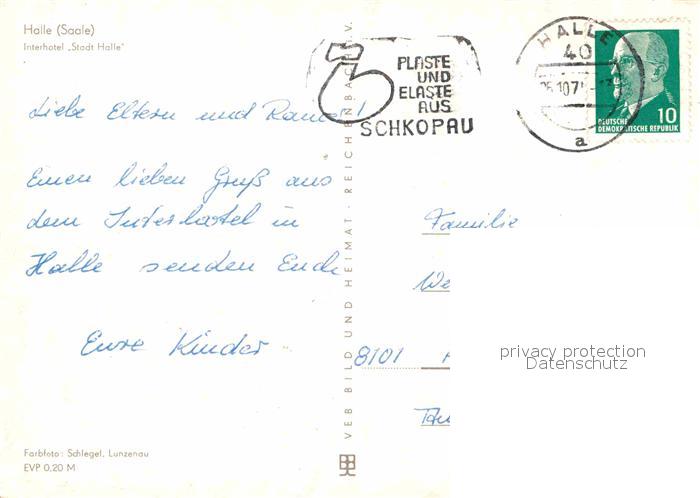 Halle (Saale)
Interhotel „Stadt Halle"
PLASTE
UND
ELASTE
AUS
SCHKOPAU
HALLE
40
a
DEUTSCHE
DEMOKRATISCHE REPUBLIK
10
Liebe Eltern und
Einen lieben Gruß aus
dem Interhotel in
Halle senden Euch
Eure Kinder
Familie
We
8101
privacy protection
Datenschutz
VEB BILD UND HEIMAT · REICHENBACH I. V.
Farbfoto: Schlegel, Lunzenau
EVP 0,20 M